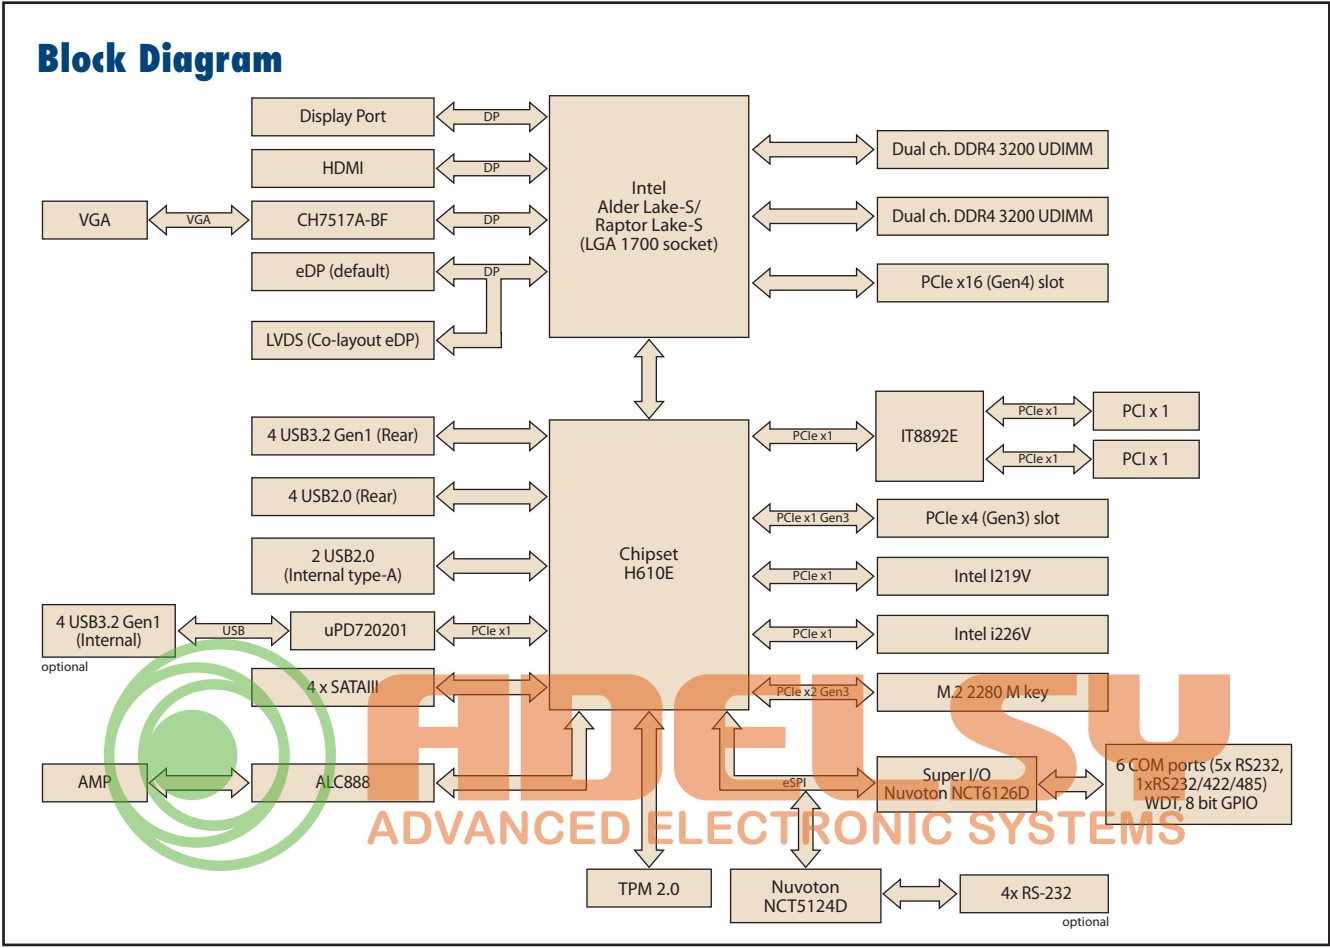 Block Diagram
Display Port
DP
HDMI
DP
VGA
VGA
CH7517A-BF
DP
eDP (default)
DP
LVDS (Co-layout eDP)
Intel
Alder Lake-S/
Raptor Lake-S
(LGA 1700 socket)
Dual ch. DDR4 3200 UDIMM
Dual ch. DDR4 3200 UDIMM
PCIe x16 (Gen4) slot
4 USB3.2 Gen1 (Rear)
4 USB2.0 (Rear)
2 USB2.0
(Internal type-A)
4 USB3.2 Gen1
(Internal)
optional
USB
uPD720201
PCIe x1
4 x SATAIII
AMP
ALC888
Chipset
H610E
PCIe x1
IT8892E
PCIe x1
PCI x 1
PCIe x1
PCI x 1
PCIe x1 Gen3
PCIe x4 (Gen3) slot
PCIe x1
Intel I219V
PCIe x1
Intel i226V
PCIe x2 Gen3
M.2 2280 M key
eSPI
Super I/O
Nuvoton NCT6126D
6 COM ports (5x RS232,
1xRS232/422/485)
WDT, 8 bit GPIO
TPM 2.0
Nuvoton
NCT5124D
4x RS-232
optional
ADELSY
ADVANCED ELECTRONIC SYSTEMS